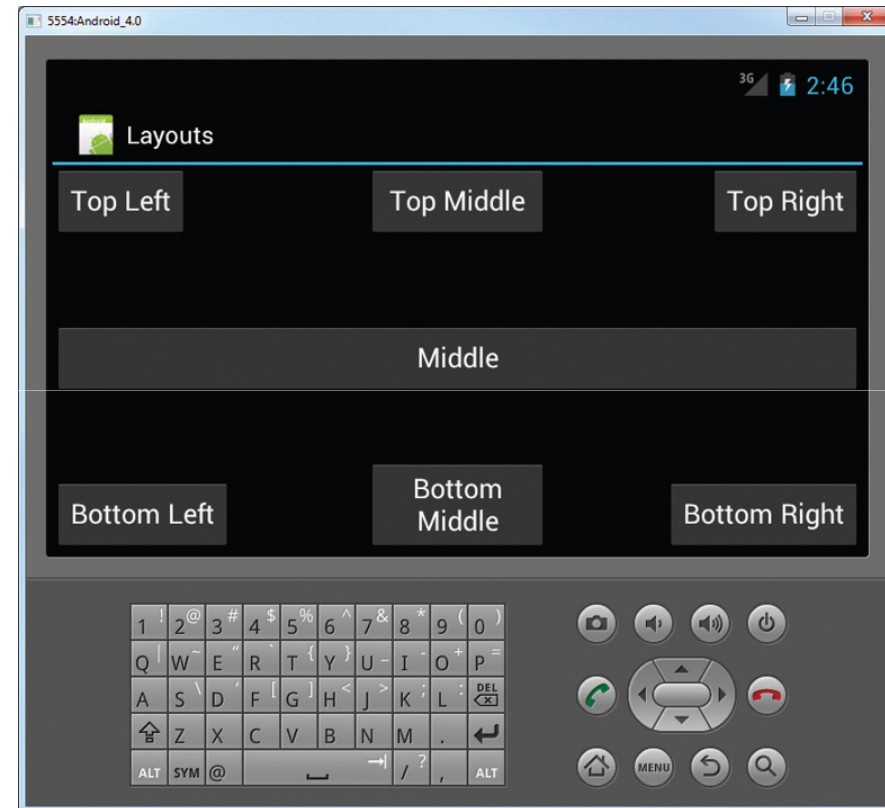 5554:Android_4.0
3G 2:46
Android
Layouts
Top Left Top Middle Top Right
Middle
Bottom Left Bottom Middle Bottom Right
1 ! 2 @ 3 # 4 $ 5 % 6 ^ 7 & 8 * 9 ( 0 )
Q | W ~ E " R ` T { Y } U _ I - O + P =
A S \ D ' F [ G ] H < J > K ; L : DEL
Z X C V B N M .
ALT SYM @ / ? , ALT
MENU